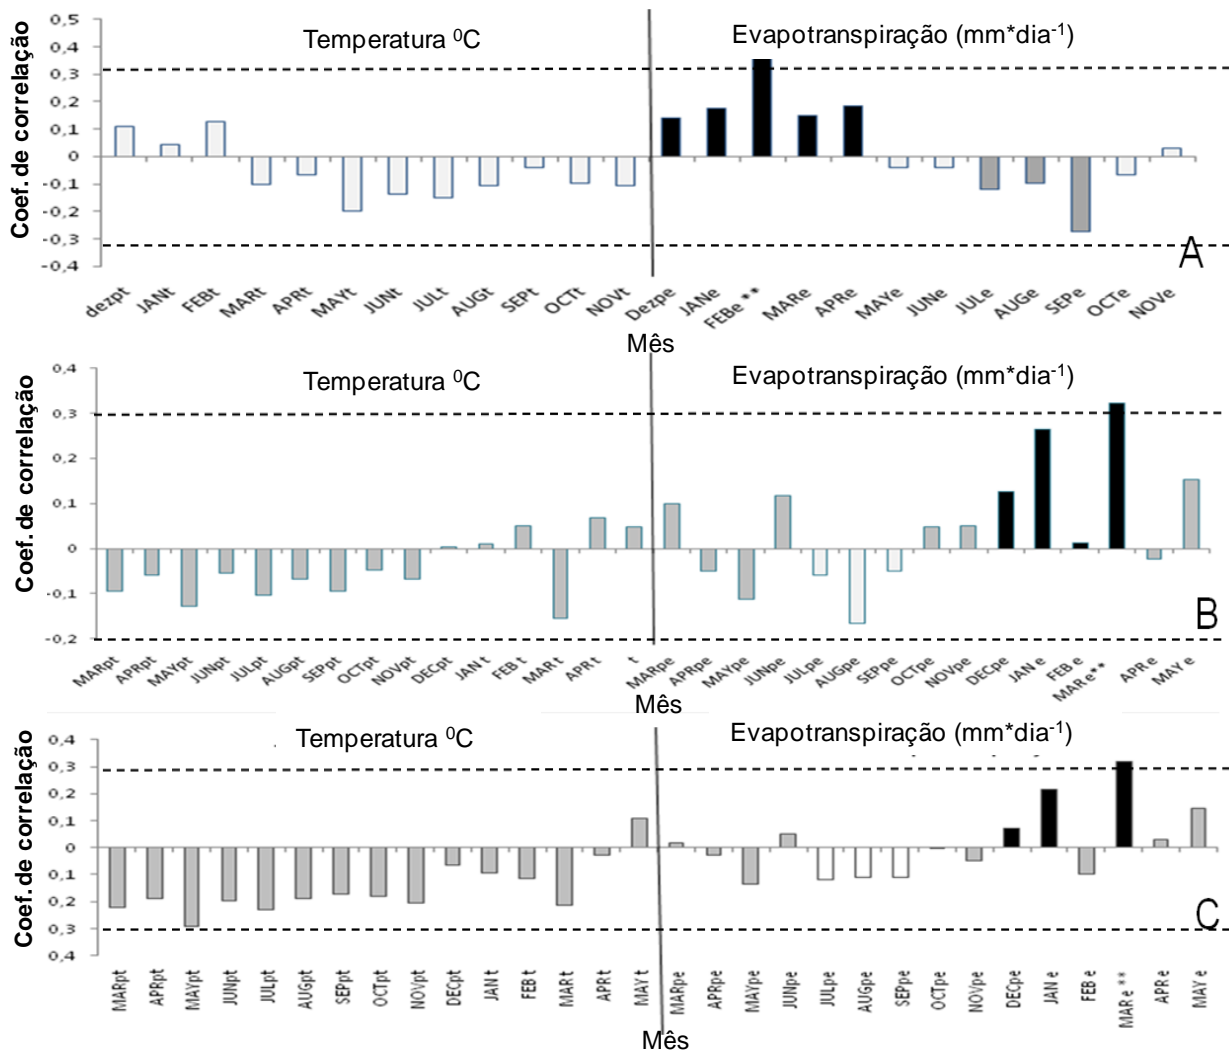 Temperatura ⁰C
Evapotranspiração (mm*dia⁻¹)
Coef. de correlação
0,5
0,4
0,3
0,2
0,1
0
-0,1
-0,2
-0,3
-0,4
A
dezpt JANt FEBt MARt APRt MAYt JUNt JULt AUGt SEPt OCTt NOVt Dezpe JANe FEBe ** MARe APRe MAYe JUNe JULe AUGe SEPe OCTe NOVe
Mês
Temperatura ⁰C
Evapotranspiração (mm*dia⁻¹)
Coef. de correlação
0,4
0,3
0,2
0,1
0
-0,1
-0,2
B
MARpt APRpt MAYpt JUNpt JULpt AUGpt SEPpt OCTpt NOVpt DECpt JAN t FEB t MAR t APR t t MARpe APRpe MAYpe JUNpe JULpe AUGpe SEPpe OCTpe NOVpe DECpe JAN e FEB e MAR e** APR e MAY e
Mês
Temperatura ⁰C
Evapotranspiração (mm*dia⁻¹)
Coef. de correlação
0,4
0,3
0,2
0,1
0
0,1
0,2
0,3
0,4
C
MARpt APRpt MAYpt JUNpt JULpt AUGpt SEPpt OCTpt NOVpt DECpt JAN t FEB t MAR t APR t MAY t MARpe APRpe MAYpe JUNpe JULpe AUGpe SEPpe OCTpe NOVpe DECpe JAN e FEB e MAR e ** APR e MAY e
Mês